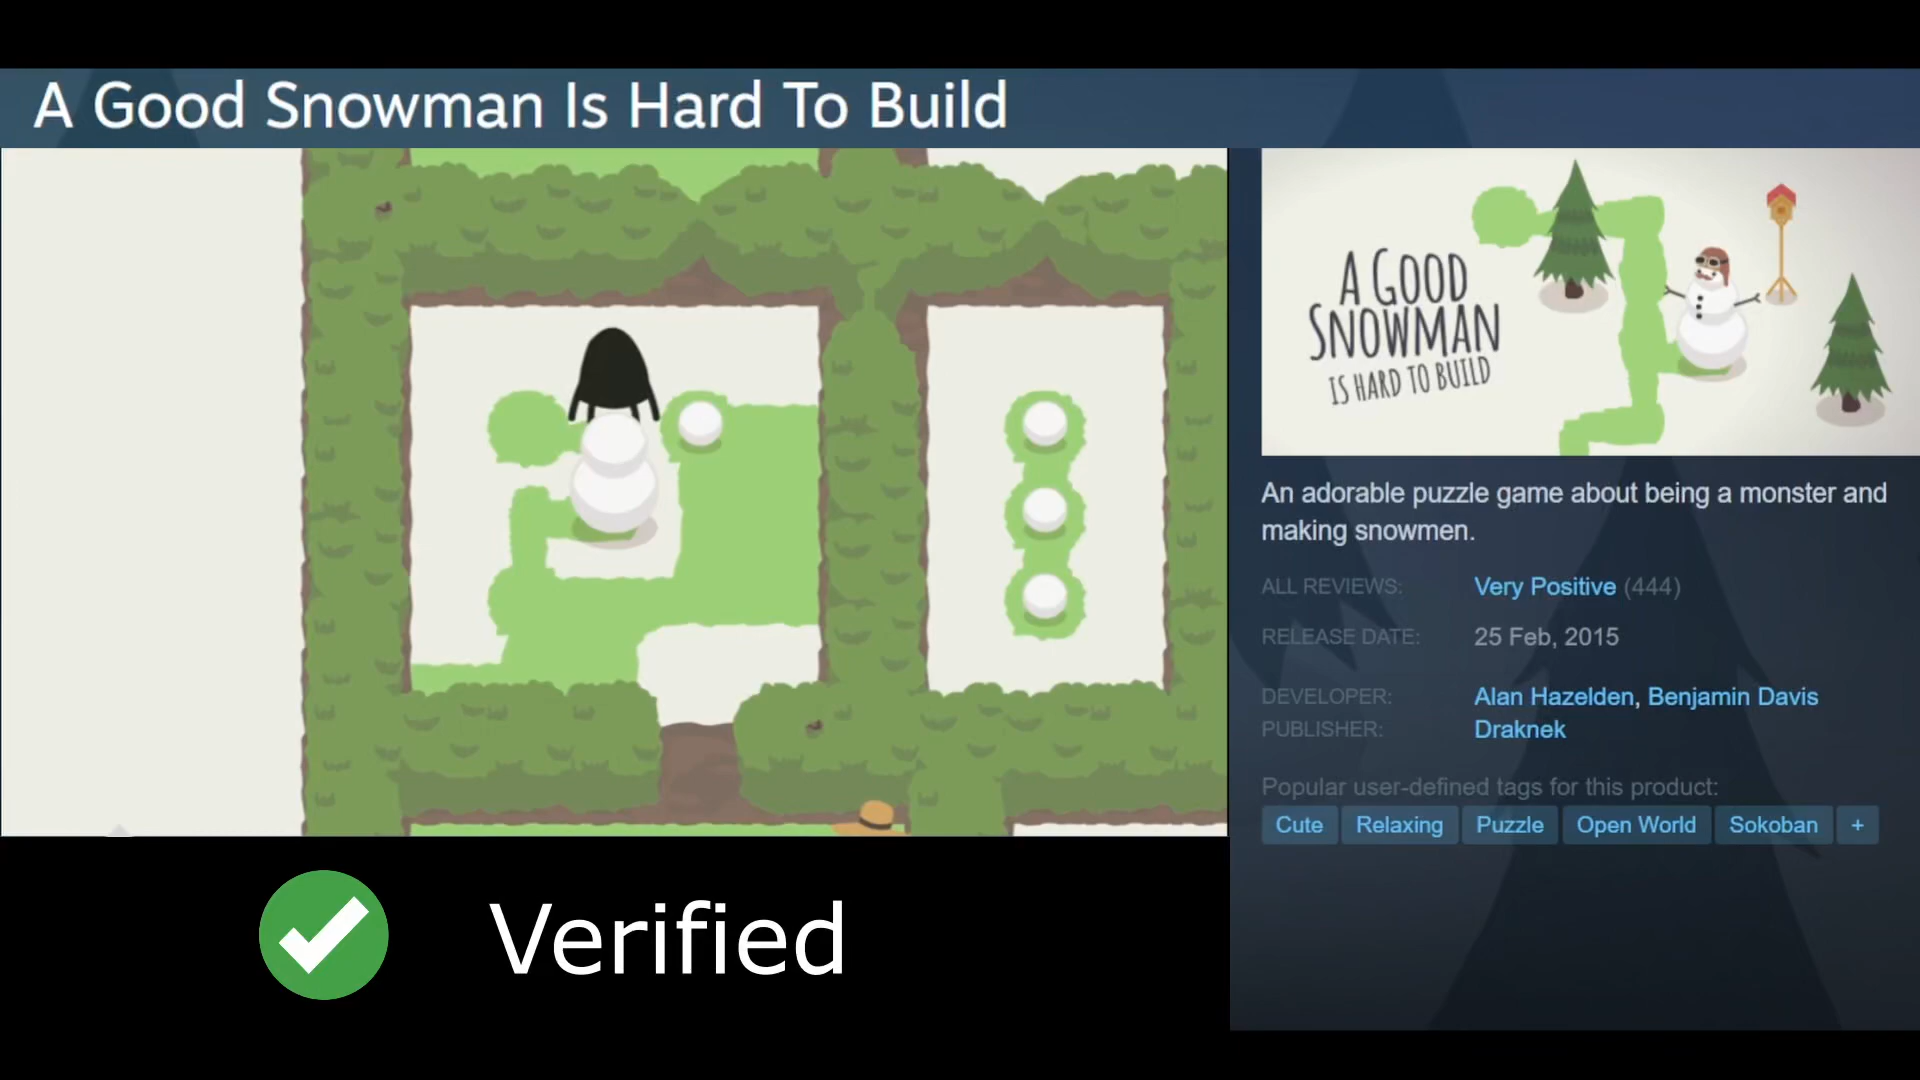 A Good Snowman Is Hard To Build
A GOOD
SNOWMAN
IS HARD TO BUILD
An adorable puzzle game about being a monster and
making snowmen.
ALL REVIEWS: Very Positive (444)
RELEASE DATE: 25 Feb, 2015
DEVELOPER: Alan Hazelden, Benjamin Davis
PUBLISHER: Draknek
Popular user-defined tags for this product:
Cute Relaxing Puzzle Open World Sokoban +
Verified